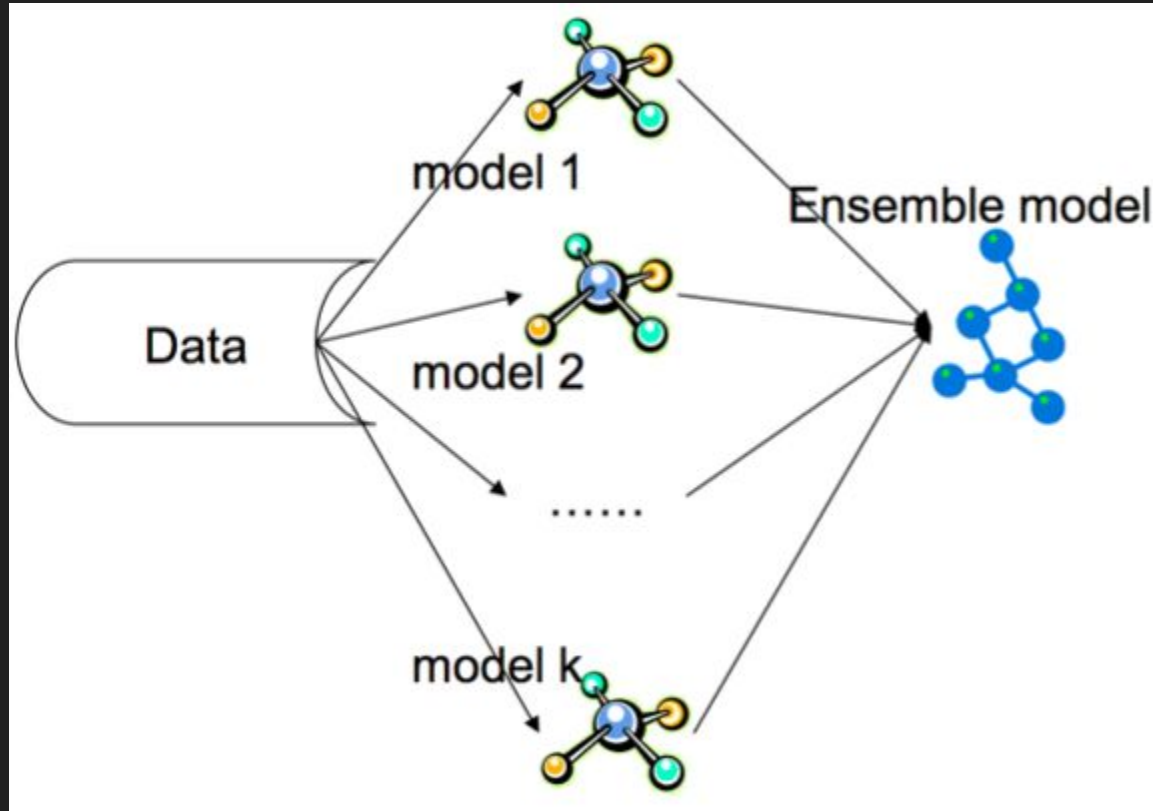 model 1
Ensemble model
Data
model 2
......
model k